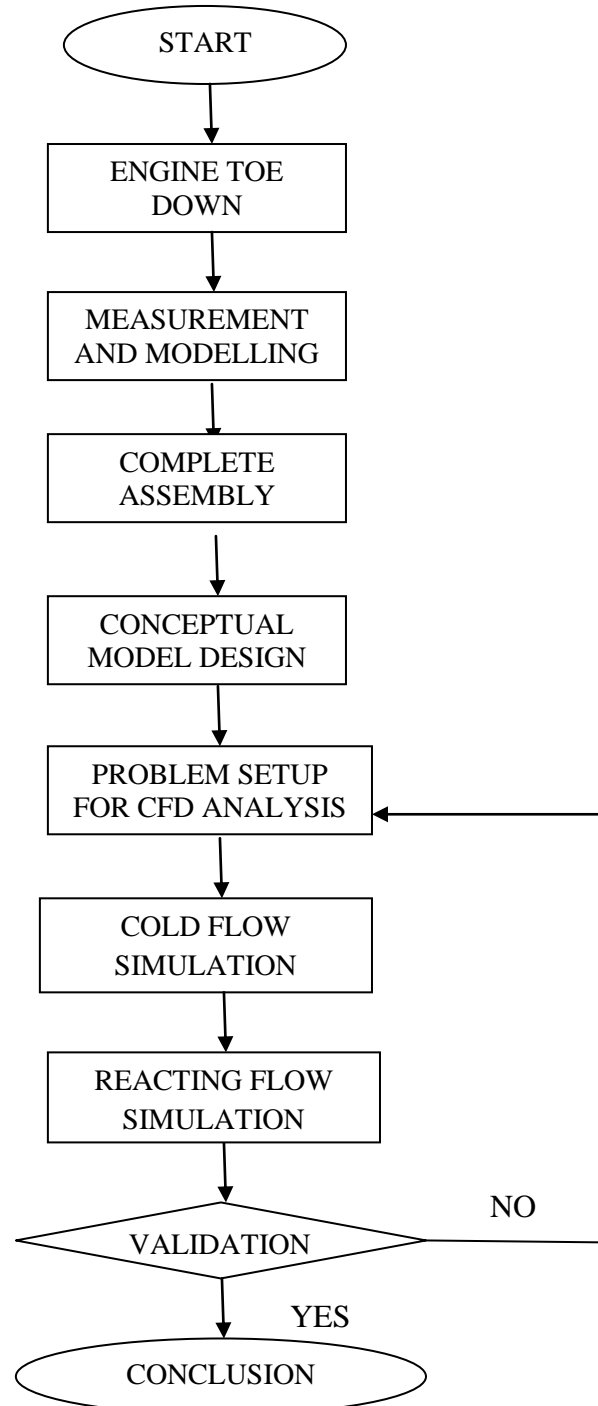 START
ENGINE TOE
DOWN
MEASUREMENT
AND MODELLING
COMPLETE
ASSEMBLY
CONCEPTUAL
MODEL DESIGN
PROBLEM SETUP
FOR CFD ANALYSIS
COLD FLOW
SIMULATION
REACTING FLOW
SIMULATION
VALIDATION
NO
YES
CONCLUSION